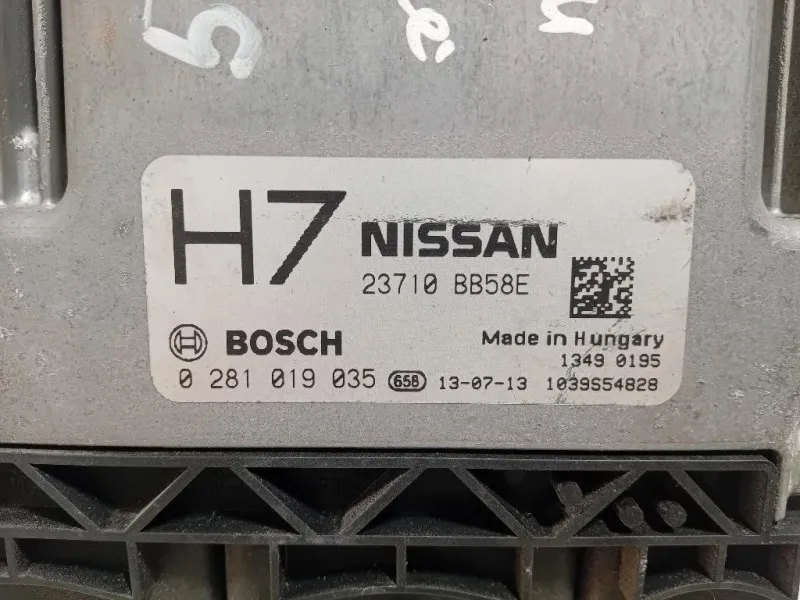 5
H7 NISSAN
23710 BB58E
BOSCH Made in Hungary
1349 0195
0 281 019 035 658 13-07-13 1039S54828